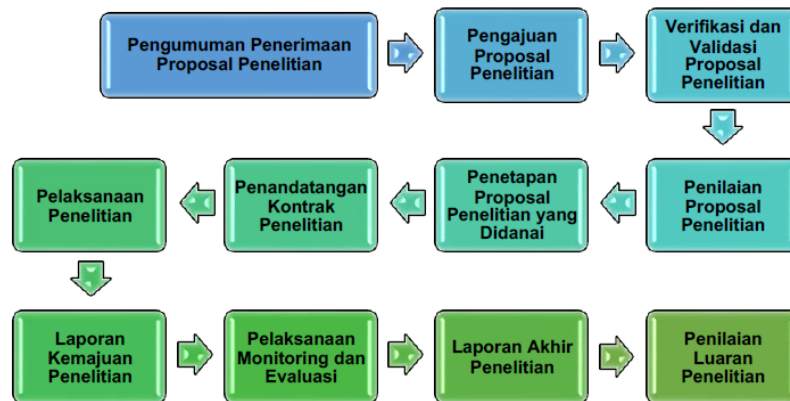 Pengumuman Penerimaan
Proposal Penelitian
Pengajuan
Proposal
Penelitian
Verifikasi dan
Validasi
Proposal
Penelitian
Penilaian
Proposal
Penelitian
Penetapan
Proposal
Penelitian yang
Didanai
Penandatangan
Kontrak
Penelitian
Pelaksanaan
Penelitian
Laporan
Kemajuan
Penelitian
Pelaksanaan
Monitoring dan
Evaluasi
Laporan Akhir
Penelitian
Penilaian
Luaran
Penelitian